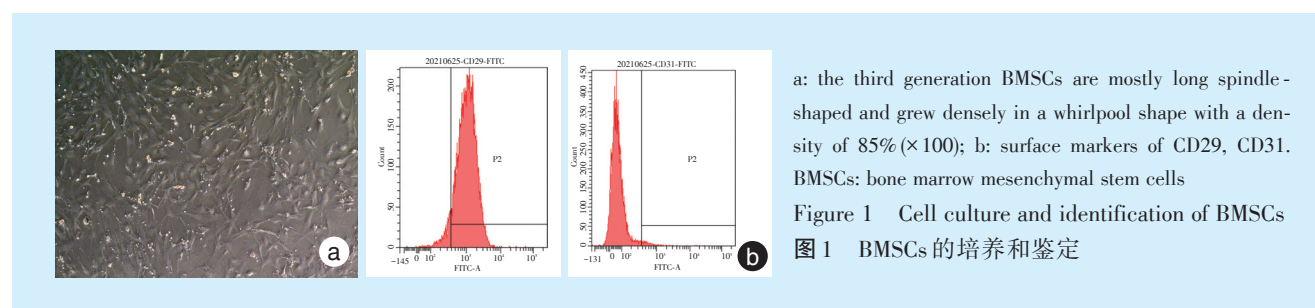 a
20210625-CD29-FITC
200
150
100
50
0
Count
P2
-145 0 10² 10³ 10⁴ 10⁵
FITC-A
20210625-CD31-FITC
450
400
350
300
250
200
150
100
50
0
Count
P2
-131 0 10² 10³ 10⁴ 10⁵
FITC-A
b
a: the third generation BMSCs are mostly long spindle-
shaped and grew densely in a whirlpool shape with a den-
sity of 85% (×100); b: surface markers of CD29, CD31.
BMSCs: bone marrow mesenchymal stem cells
Figure 1 Cell culture and identification of BMSCs
图1 BMSCs的培养和鉴定